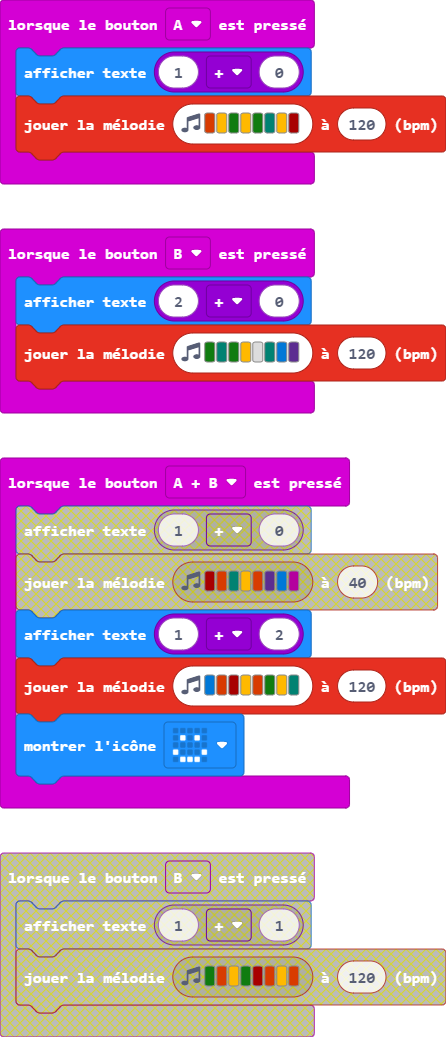 lorsque le bouton A est pressé
afficher texte 1 + 0
jouer la mélodie à 120 (bpm)
lorsque le bouton B est pressé
afficher texte 2 + 0
jouer la mélodie à 120 (bpm)
lorsque le bouton A + B est pressé
afficher texte 1 + 0
jouer la mélodie à 40 (bpm)
afficher texte 1 + 2
jouer la mélodie à 120 (bpm)
montrer l'icône
lorsque le bouton B est pressé
afficher texte 1 + 1
jouer la mélodie à 120 (bpm)